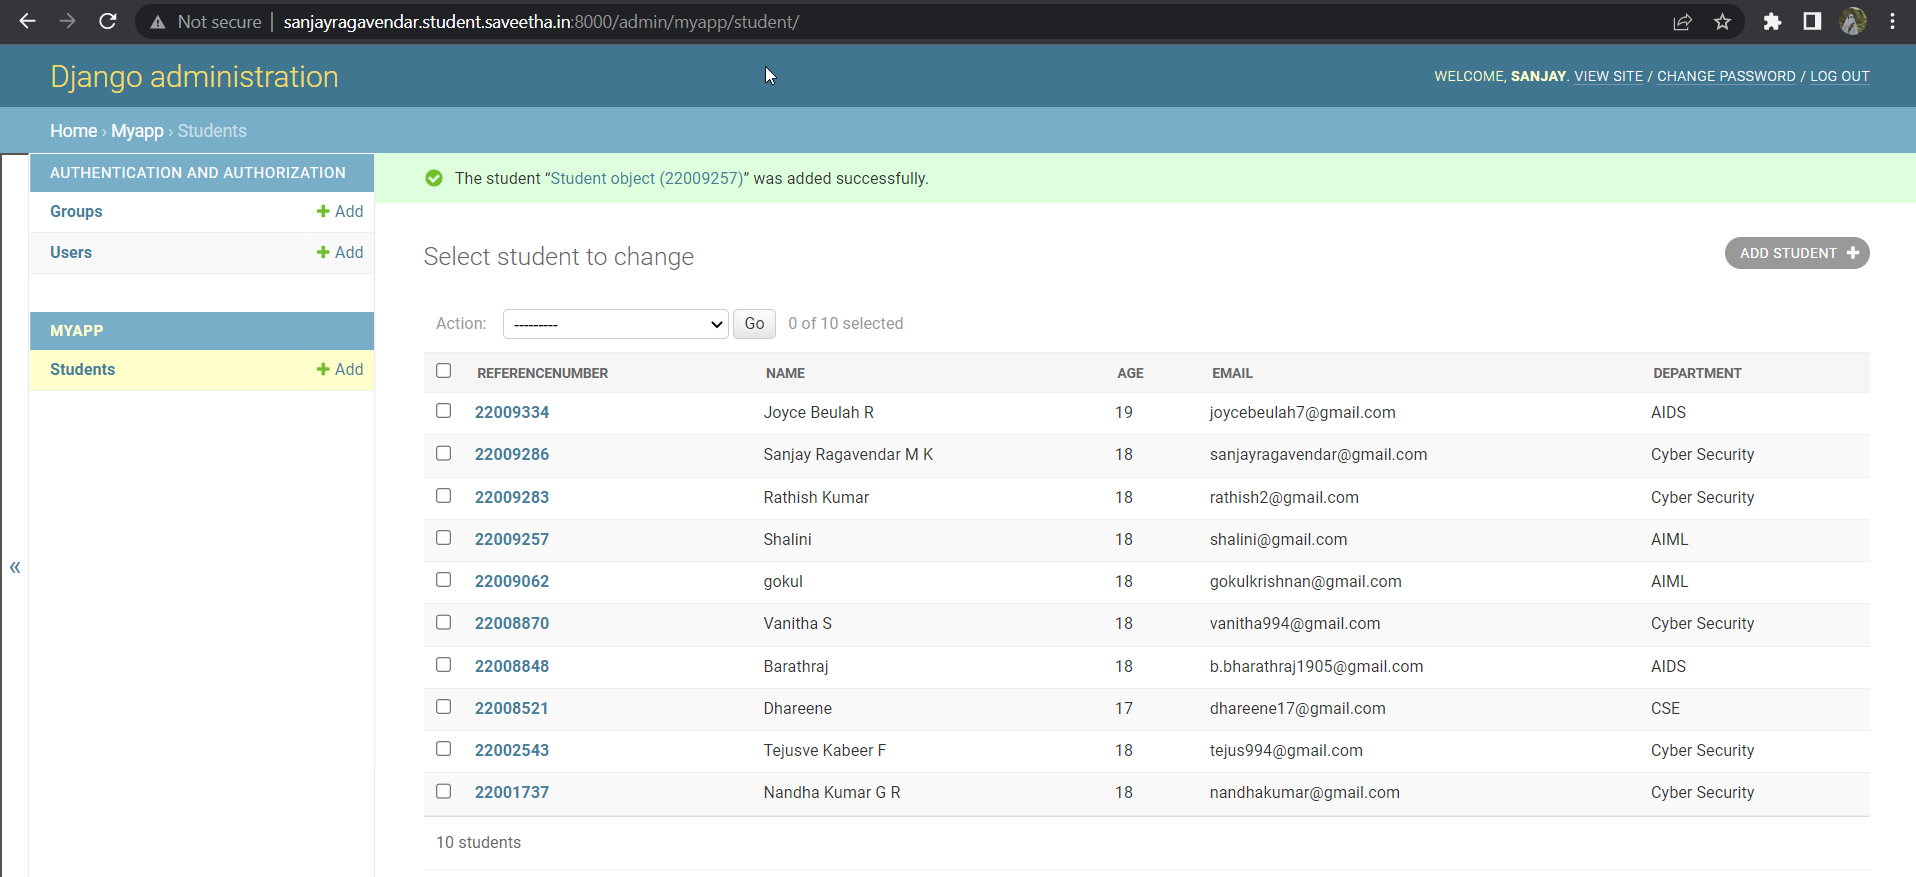 Not secure | sanjayragavendar.student.saveetha.in:8000/admin/myapp/student/
Django administration
WELCOME, SANJAY. VIEW SITE / CHANGE PASSWORD / LOG OUT
Home › Myapp › Students
AUTHENTICATION AND AUTHORIZATION
Groups + Add
Users + Add
MYAPP
Students + Add
«
The student “Student object (22009257)” was added successfully.
Select student to change
ADD STUDENT +
Action: --------- Go 0 of 10 selected
REFERENCENUMBER NAME AGE EMAIL DEPARTMENT
22009334 Joyce Beulah R 19 joycebeulah7@gmail.com AIDS
22009286 Sanjay Ragavendar M K 18 sanjayragavendar@gmail.com Cyber Security
22009283 Rathish Kumar 18 rathish2@gmail.com Cyber Security
22009257 Shalini 18 shalini@gmail.com AIML
22009062 gokul 18 gokulkrishnan@gmail.com AIML
22008870 Vanitha S 18 vanitha994@gmail.com Cyber Security
22008848 Barathraj 18 b.bharathraj1905@gmail.com AIDS
22008521 Dhareene 17 dhareene17@gmail.com CSE
22002543 Tejusve Kabeer F 18 tejus994@gmail.com Cyber Security
22001737 Nandha Kumar G R 18 nandhakumar@gmail.com Cyber Security
10 students